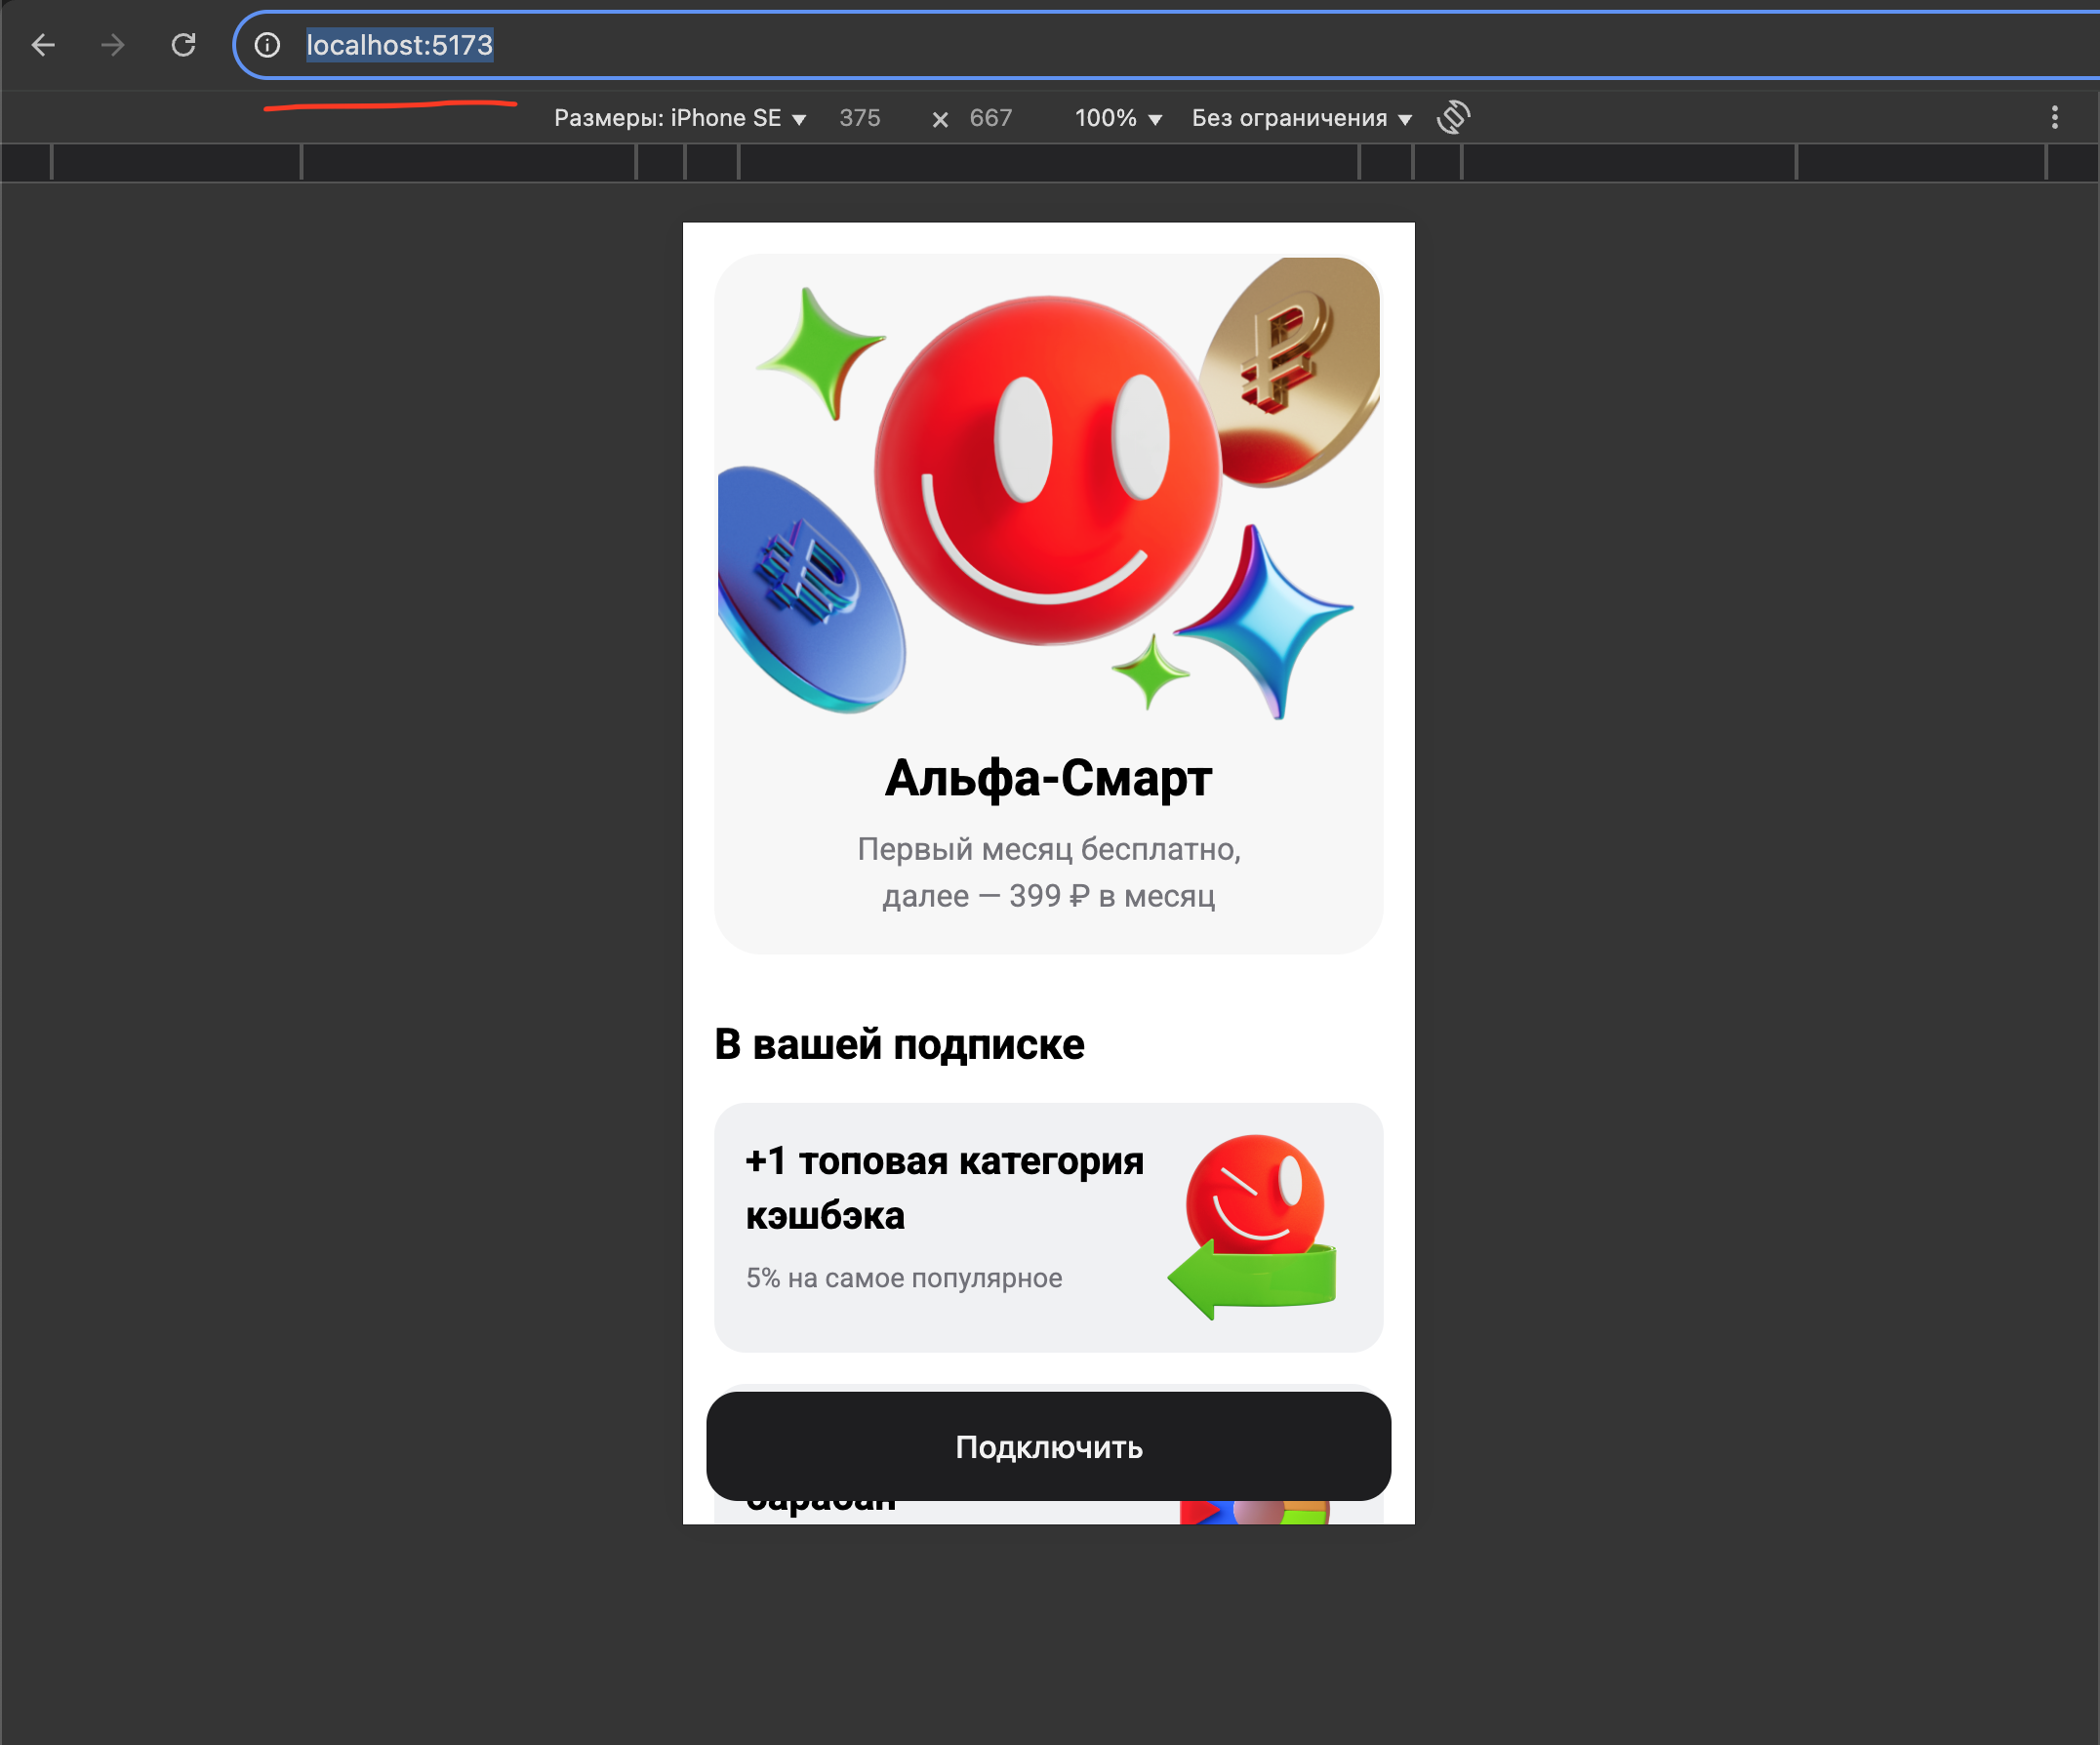 localhost:5173
Размеры: iPhone SE ▼ 375 × 667 100% ▼ Без ограничения ▼
Альфа-Смарт
Первый месяц бесплатно,
далее — 399 ₽ в месяц
В вашей подписке
+1 топовая категория
кэшбэка
5% на самое популярное
Подключить
барабан